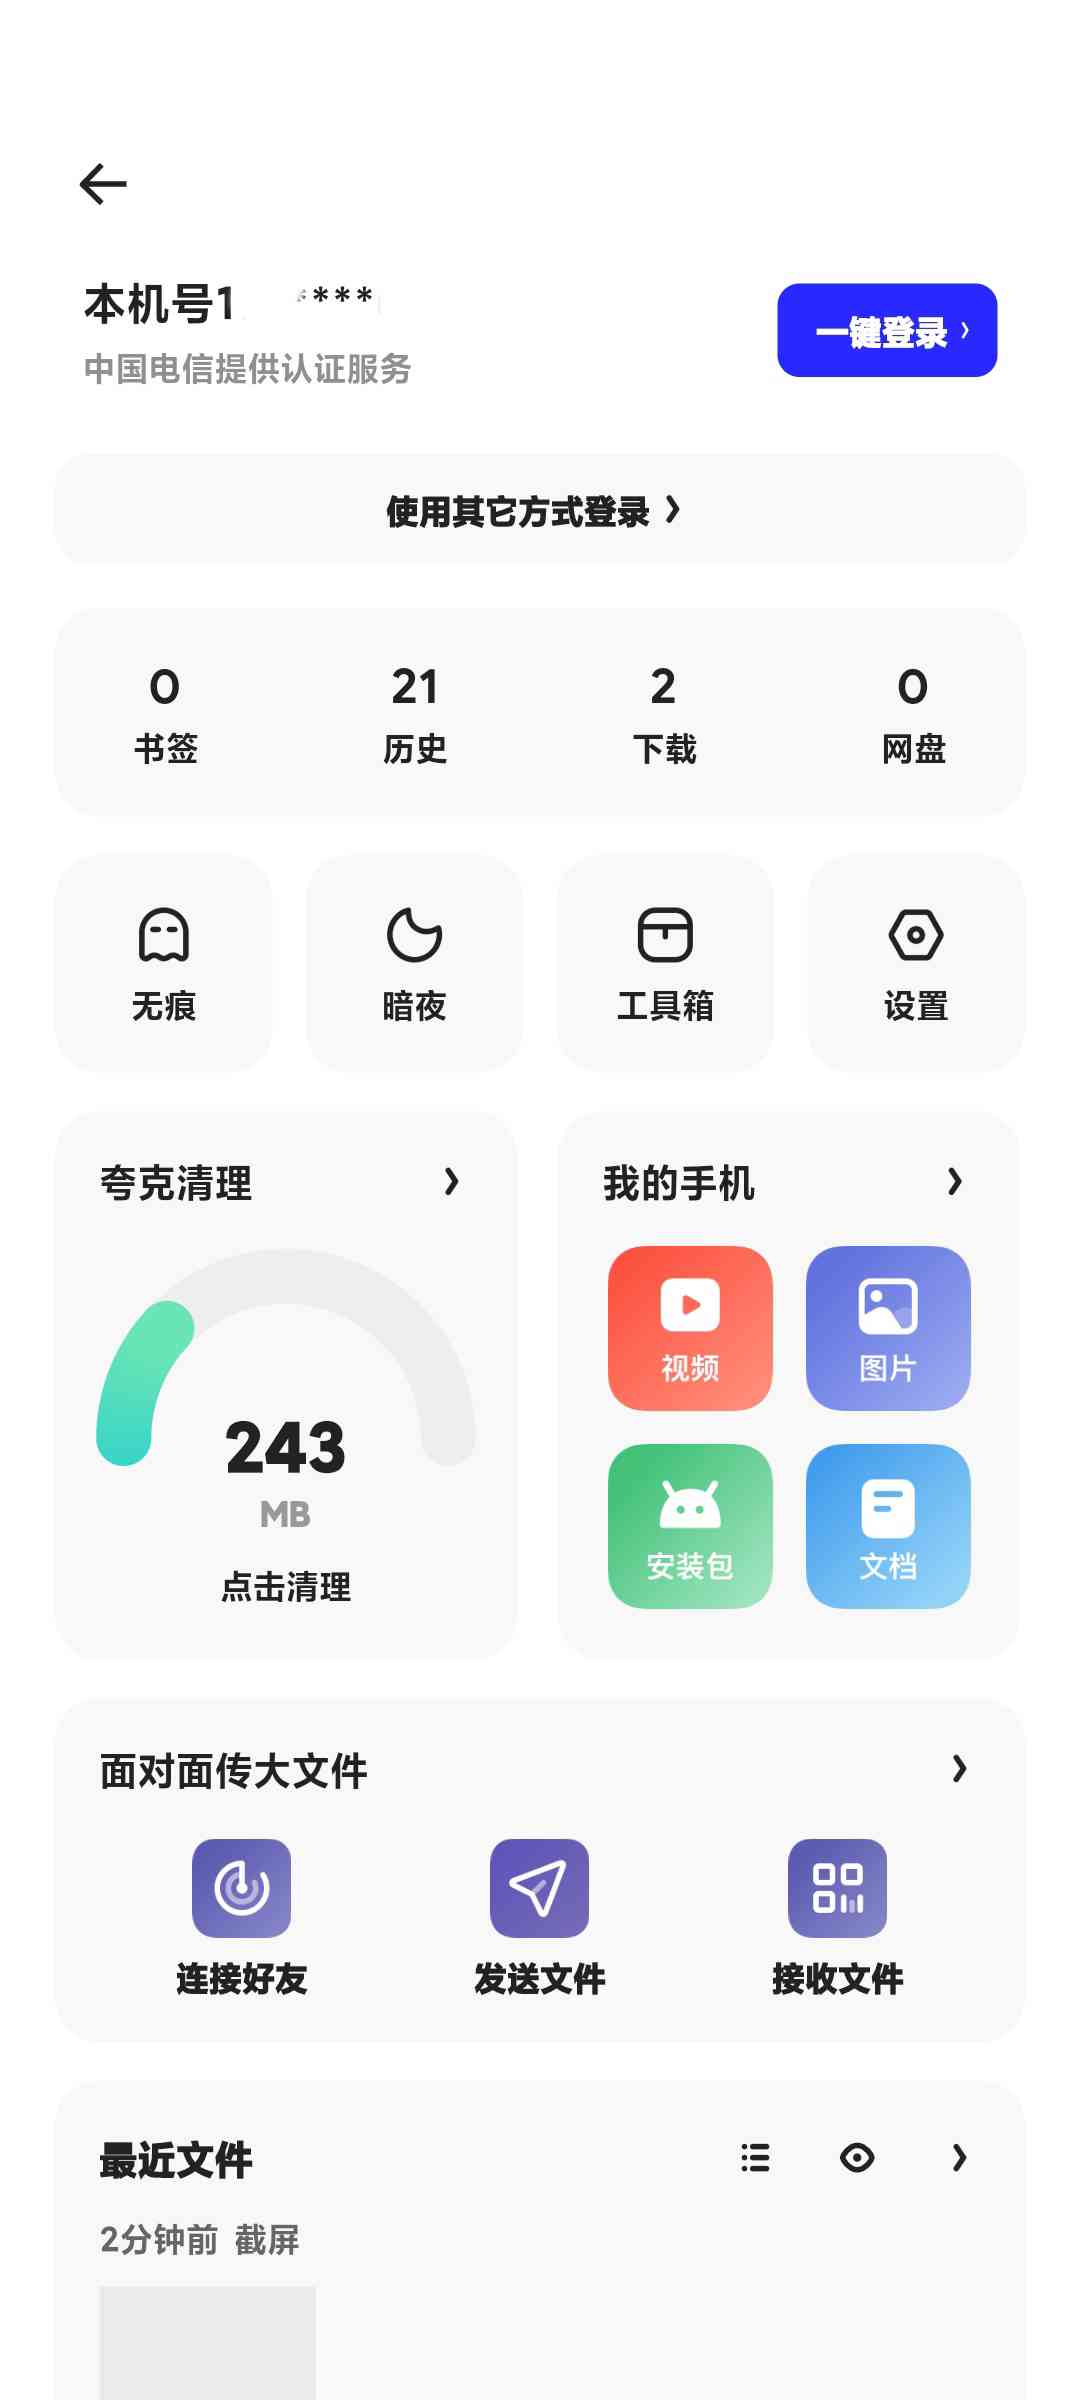 本机号1 ****
中国电信提供认证服务
一键登录
使用其它方式登录
0 21 2 0
书签 历史 下载 网盘
无痕 暗夜 工具箱 设置
夸克清理
243
MB
点击清理
我的手机
视频 图片
安装包 文档
面对面传大文件
连接好友 发送文件 接收文件
最近文件
2分钟前 截屏